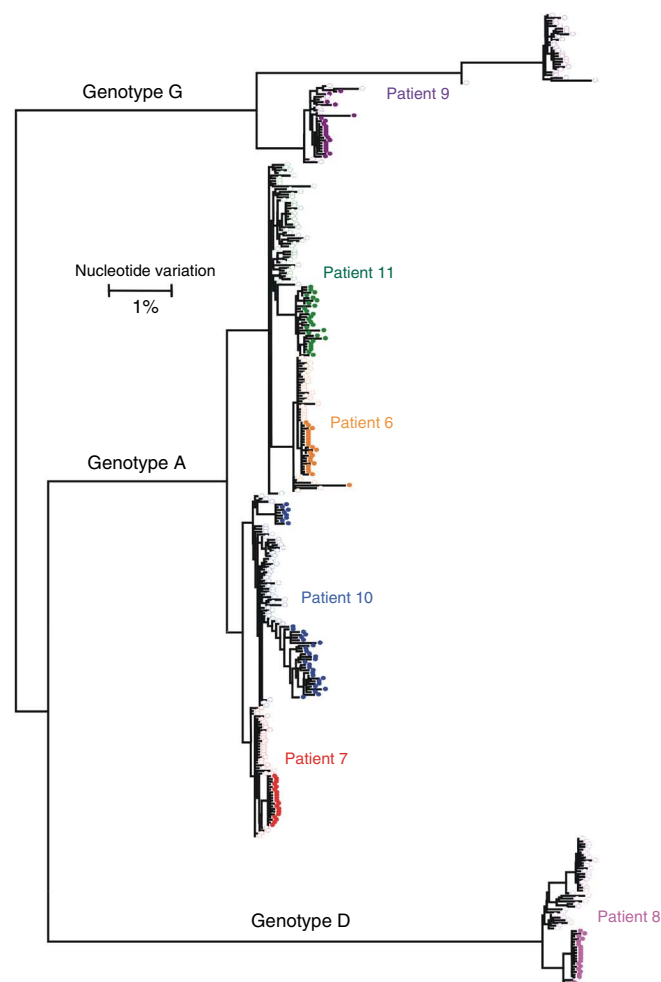 Genotype G
Patient 9
Nucleotide variation
1%
Patient 11
Patient 6
Genotype A
Patient 10
Patient 7
Genotype D
Patient 8